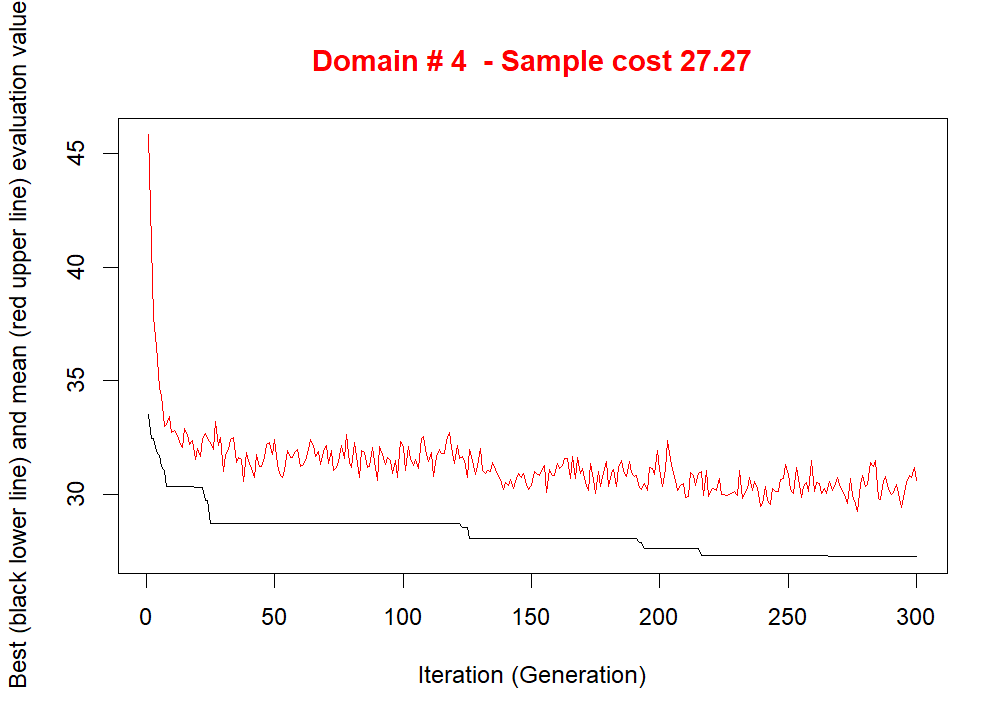 Domain # 4  - Sample cost 27.27
Best (black lower line) and mean (red upper line) evaluation value
45
40
35
30
0 50 100 150 200 250 300
Iteration (Generation)